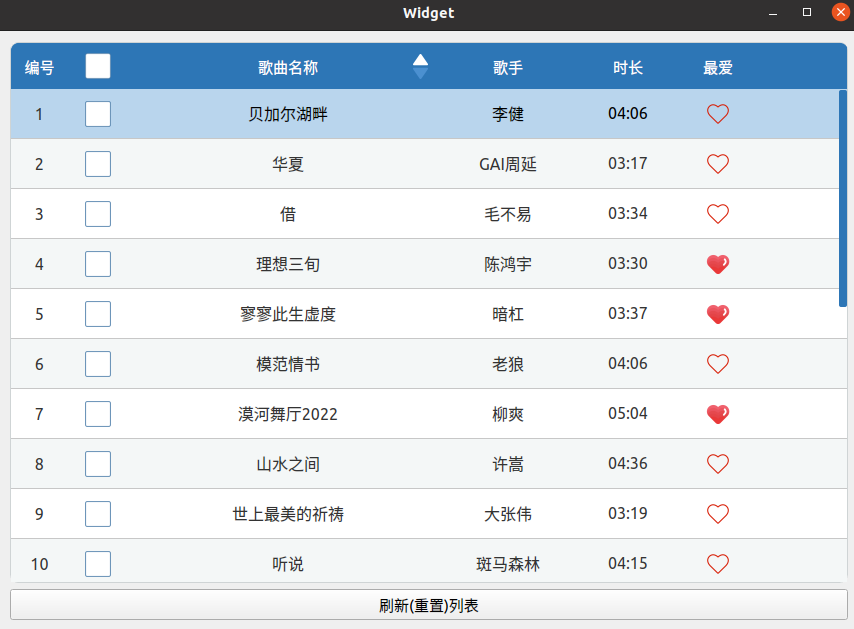 Widget
编号 歌曲名称 歌手 时长 最爱
1 贝加尔湖畔 李健 04:06
2 华夏 GAI周延 03:17
3 借 毛不易 03:34
4 理想三旬 陈鸿宇 03:30
5 寥寥此生虚度 暗杠 03:37
6 模范情书 老狼 04:06
7 漠河舞厅2022 柳爽 05:04
8 山水之间 许嵩 04:36
9 世上最美的祈祷 大张伟 03:19
10 听说 斑马森林 04:15
刷新(重置)列表